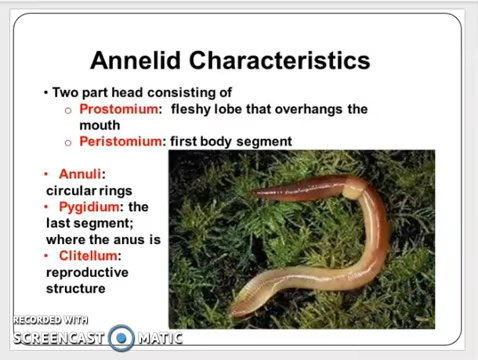 Annelid Characteristics
• Two part head consisting of
o Prostomium: fleshy lobe that overhangs the
mouth
o Peristomium: first body segment
• Annuli:
circular rings
• Pygidium: the
last segment;
where the anus is
• Clitellum:
reproductive
structure
RECORDED WITH
SCREENCAST MATIC